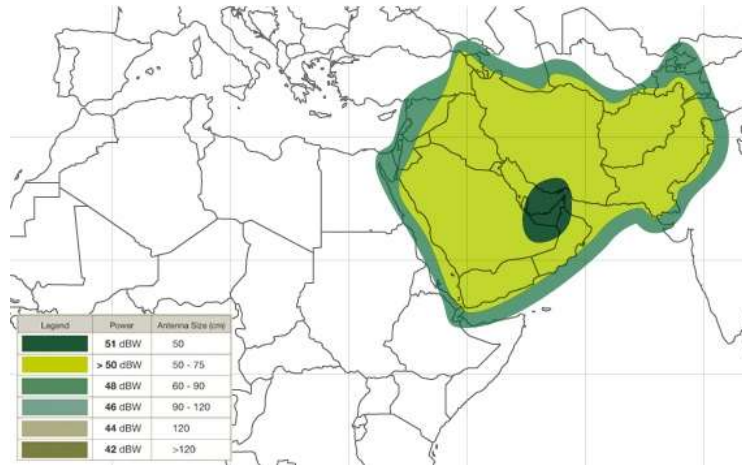 Legend Power Antenna Size (cm)
51 dBW 50
> 50 dBW 50 - 75
48 dBW 60 - 90
46 dBW 90 - 120
44 dBW 120
42 dBW >120